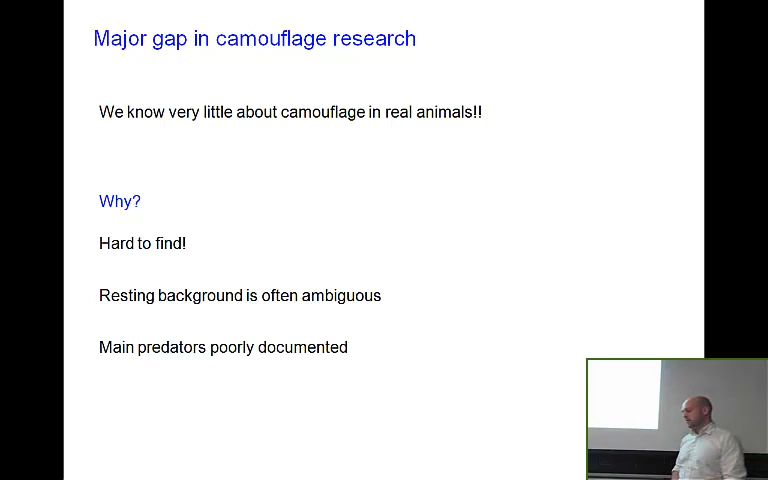 Major gap in camouflage research
We know very little about camouflage in real animals!!
Why?
Hard to find!
Resting background is often ambiguous
Main predators poorly documented